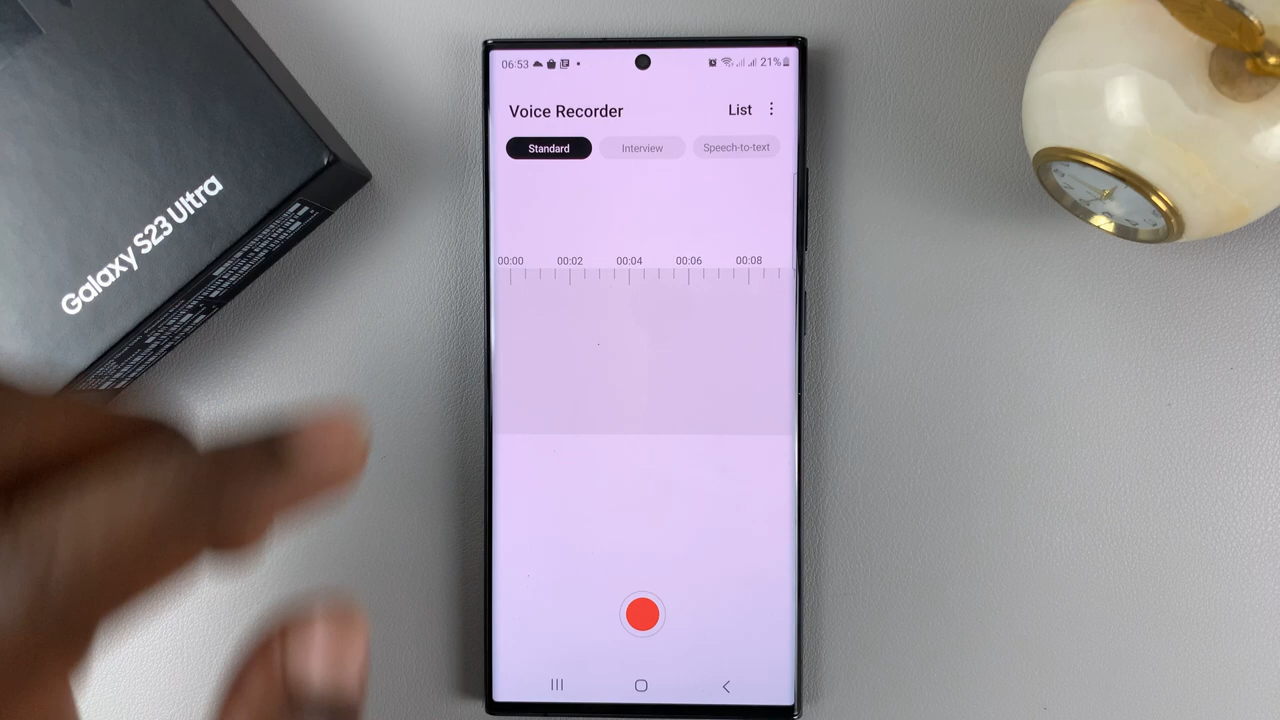 Galaxy S23 Ultra
06:53 21%
Voice Recorder List
Standard Interview Speech-to-text
00:00 00:02 00:04 00:06 00:08